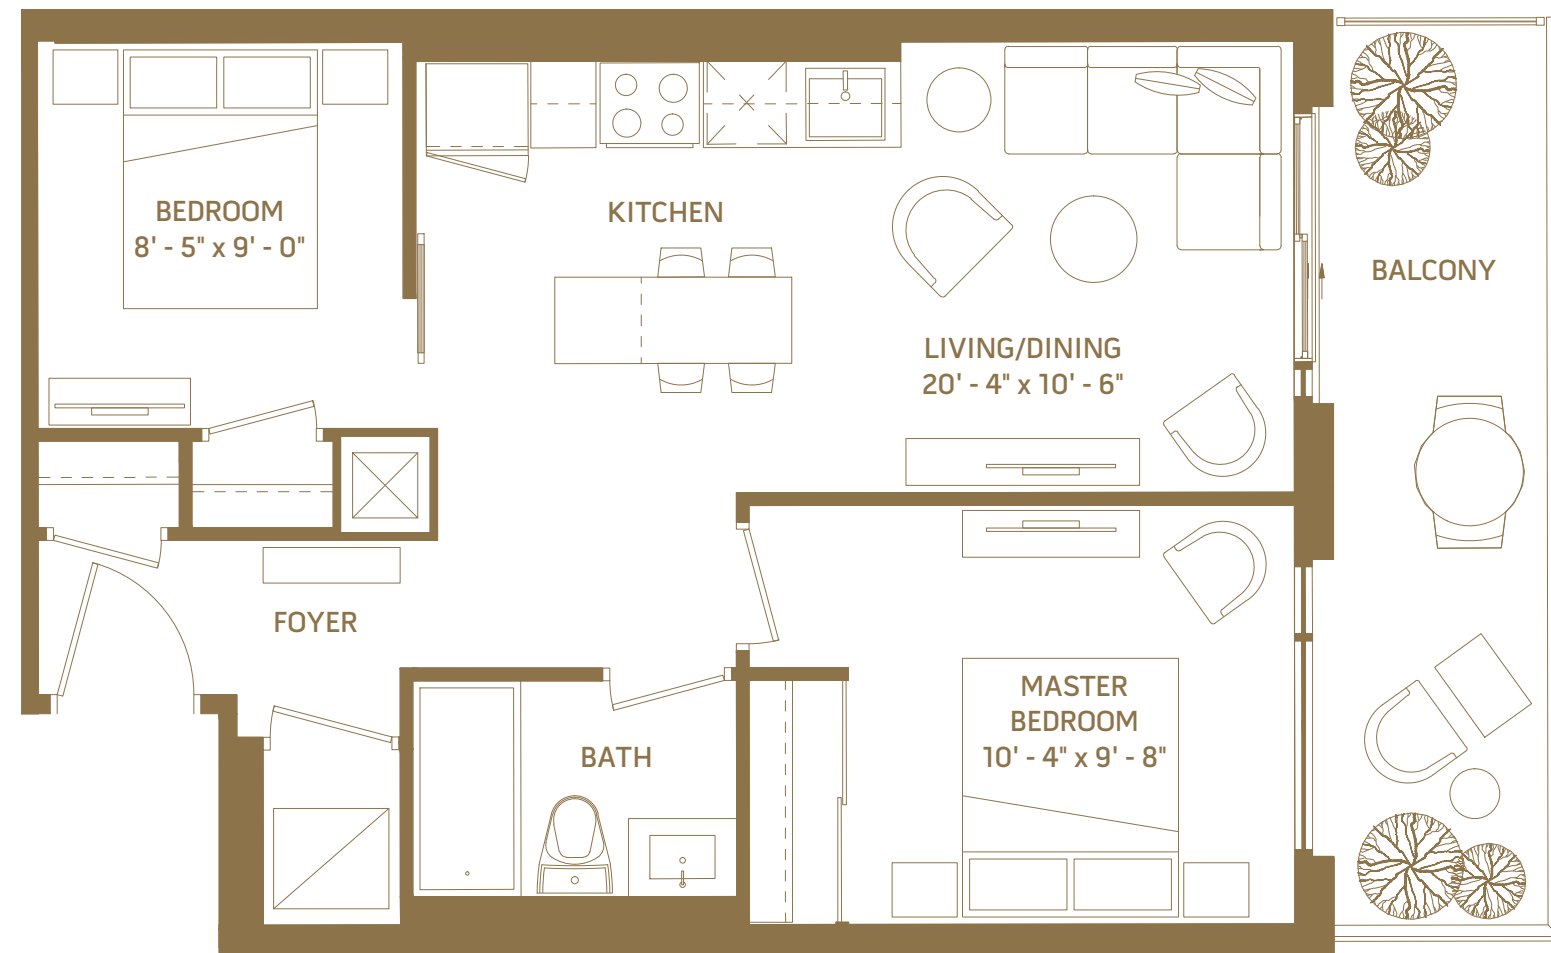 BEDROOM
8' - 5" x 9' - 0"
KITCHEN
BALCONY
LIVING/DINING
20' - 4" x 10' - 6"
FOYER
MASTER
BEDROOM
10' - 4" x 9' - 8"
BATH